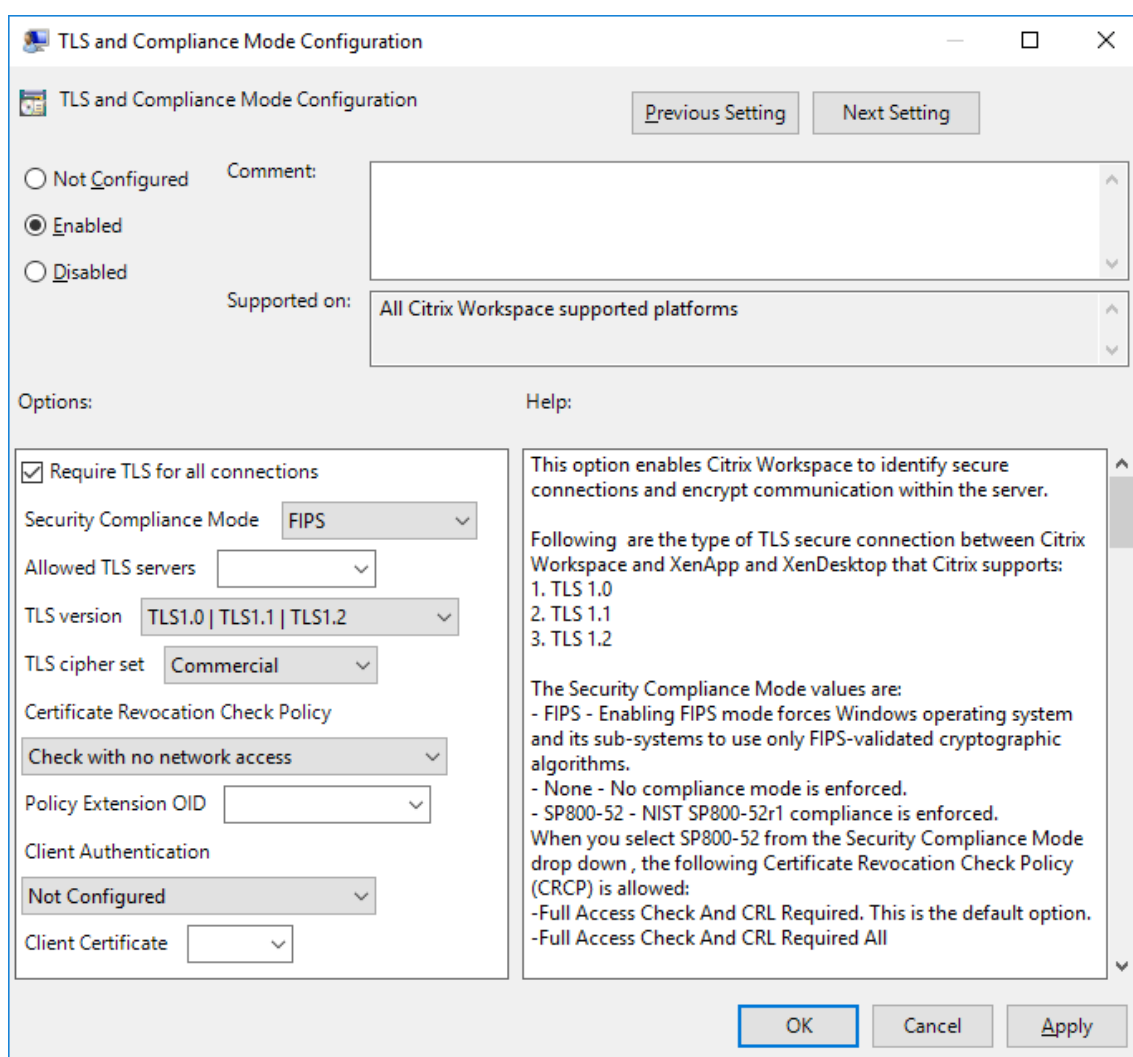 TLS and Compliance Mode Configuration
TLS and Compliance Mode Configuration
Previous Setting
Next Setting
Not Configured
Comment:
Enabled
Disabled
Supported on:
All Citrix Workspace supported platforms
Options:
Help:
Require TLS for all connections
Security Compliance Mode
FIPS
Allowed TLS servers
TLS version
TLS1.0 | TLS1.1 | TLS1.2
TLS cipher set
Commercial
Certificate Revocation Check Policy
Check with no network access
Policy Extension OID
Client Authentication
Not Configured
Client Certificate
This option enables Citrix Workspace to identify secure
connections and encrypt communication within the server.
Following are the type of TLS secure connection between Citrix
Workspace and XenApp and XenDesktop that Citrix supports:
1. TLS 1.0
2. TLS 1.1
3. TLS 1.2
The Security Compliance Mode values are:
- FIPS - Enabling FIPS mode forces Windows operating system
and its sub-systems to use only FIPS-validated cryptographic
algorithms.
- None - No compliance mode is enforced.
- SP800-52 - NIST SP800-52r1 compliance is enforced.
When you select SP800-52 from the Security Compliance Mode
drop down , the following Certificate Revocation Check Policy
(CRCP) is allowed:
-Full Access Check And CRL Required. This is the default option.
-Full Access Check And CRL Required All
OK
Cancel
Apply